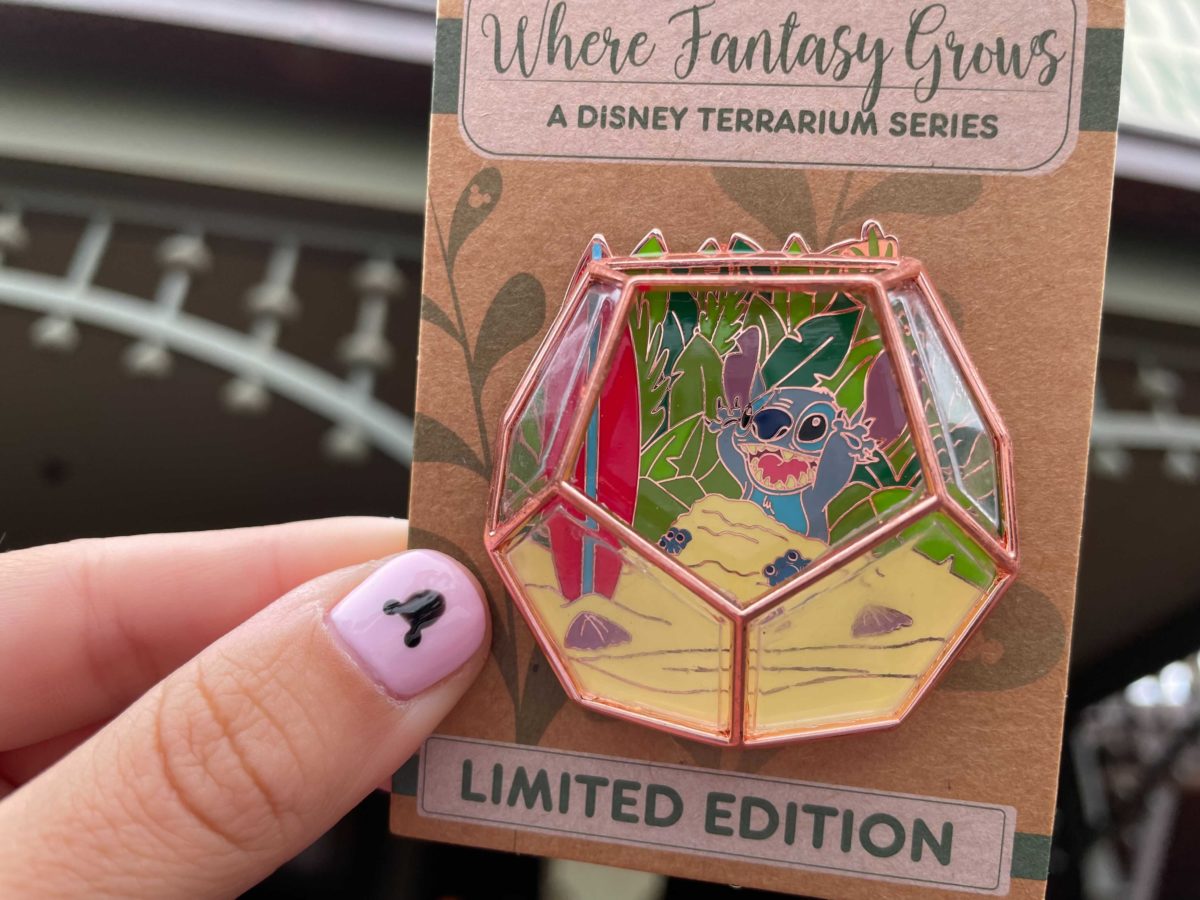 Where Fantasy Grows
A DISNEY TERRARIUM SERIES
LIMITED EDITION